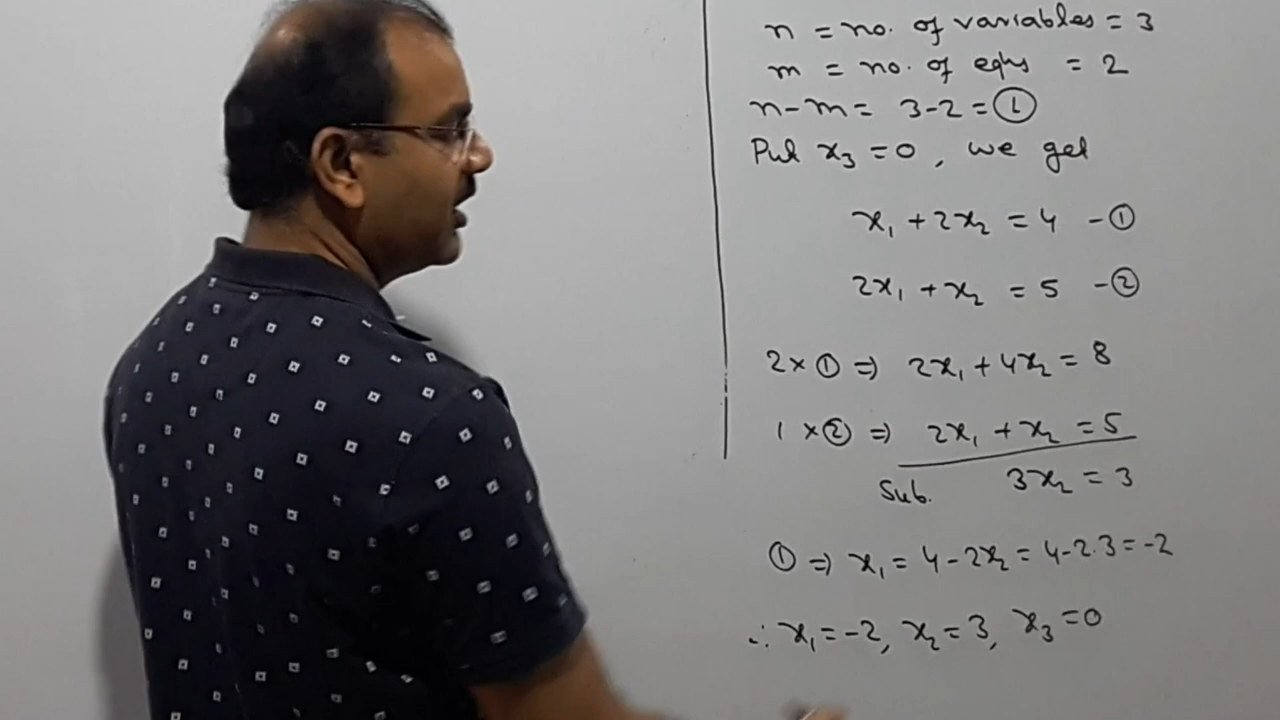 n = no. of variables = 3
m = no. of eqns = 2
n-m = 3-2 = ①
Put x₃ = 0, we get
x₁ + 2x₂ = 4 - ①
2x₁ + x₂ = 5 - ②
2 × ① ⇒ 2x₁ + 4x₂ = 8
1 × ② ⇒ 2x₁ + x₂ = 5
Sub. 3x₂ = 3
① ⇒ x₁ = 4 - 2x₂ = 4 - 2.3 = -2
∴ x₁ = -2, x₂ = 3, x₃ = 0